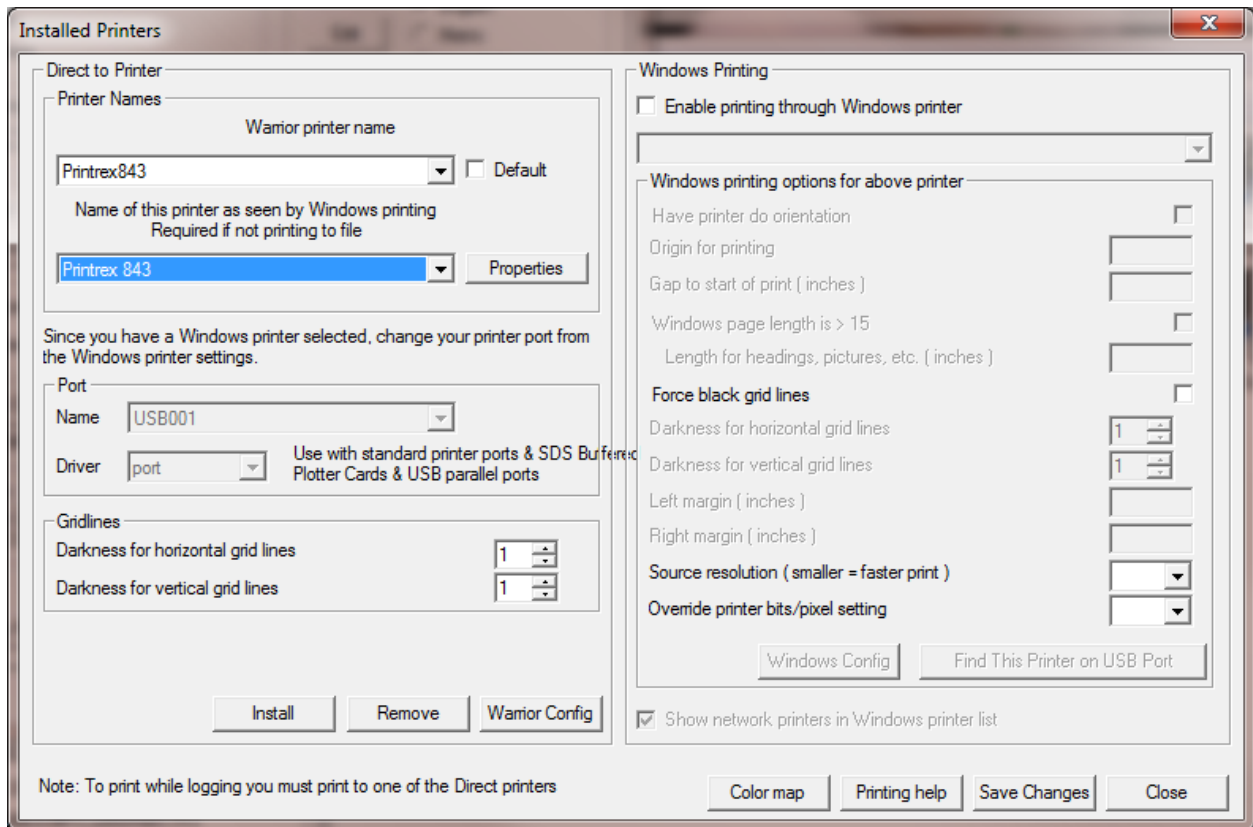 Installed Printers
Direct to Printer
Printer Names
Warrior printer name
Printrex843
Default
Name of this printer as seen by Windows printing
Required if not printing to file
Printrex 843
Properties
Since you have a Windows printer selected, change your printer port from
the Windows printer settings.
Port
Name
USB001
Driver
port
Use with standard printer ports & SDS Buffered
Plotter Cards & USB parallel ports
Gridlines
Darkness for horizontal grid lines
1
Darkness for vertical grid lines
1
Install
Remove
Warrior Config
Windows Printing
Enable printing through Windows printer
Windows printing options for above printer
Have printer do orientation
Origin for printing
Gap to start of print ( inches )
Windows page length is > 15
Length for headings, pictures, etc. ( inches )
Force black grid lines
Darkness for horizontal grid lines
1
Darkness for vertical grid lines
1
Left margin ( inches )
Right margin ( inches )
Source resolution ( smaller = faster print )
Override printer bits/pixel setting
Windows Config
Find This Printer on USB Port
Show network printers in Windows printer list
Note: To print while logging you must print to one of the Direct printers
Color map
Printing help
Save Changes
Close